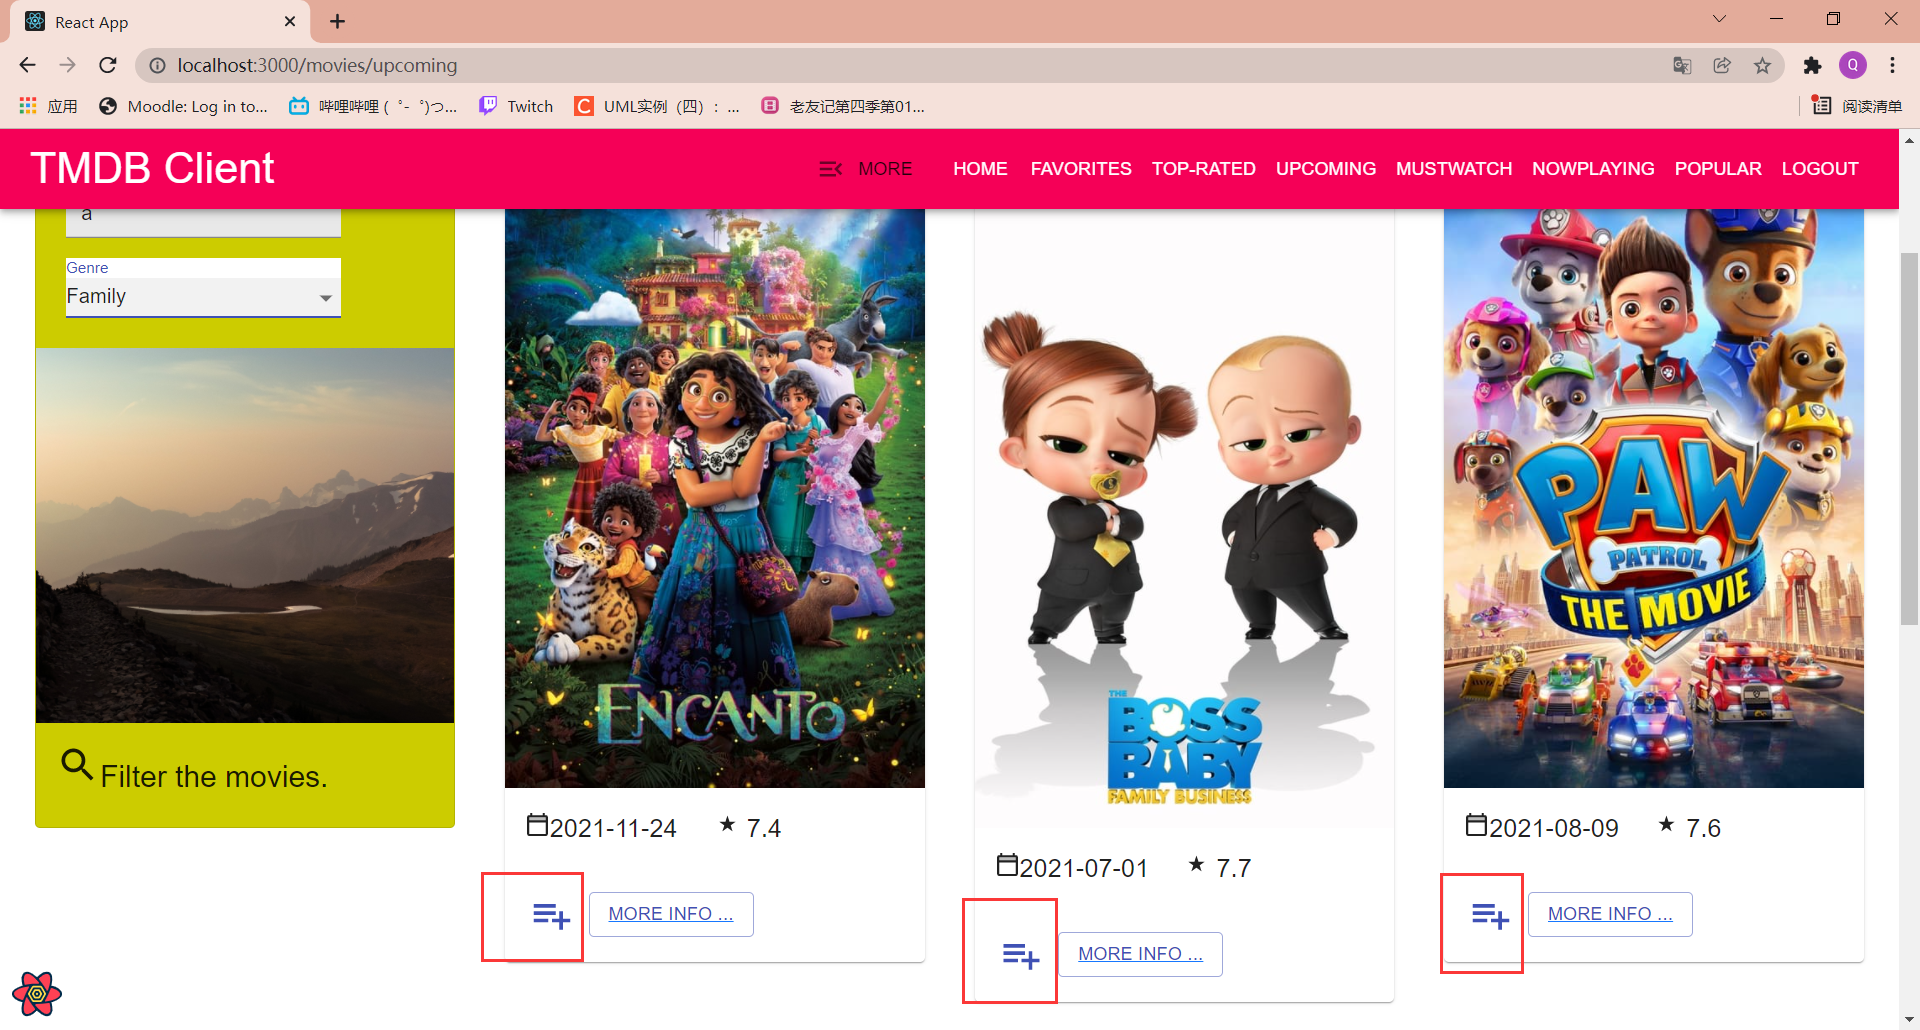 React App
localhost:3000/movies/upcoming
Q
应用
Moodle: Log in to...
哔哩哔哩 ( ゜- ゜)つ...
Twitch
UML实例（四）：...
老友记第四季第01...
阅读清单
TMDB Client
MORE
HOME
FAVORITES
TOP-RATED
UPCOMING
MUSTWATCH
NOWPLAYING
POPULAR
LOGOUT
a
Genre
Family
Filter the movies.
ENCANTO
2021-11-24
7.4
MORE INFO ...
THE
BOSS
BABY
FAMILY BUSINESS
2021-07-01
7.7
MORE INFO ...
PAW
PATROL
THE MOVIE
2021-08-09
7.6
MORE INFO ...